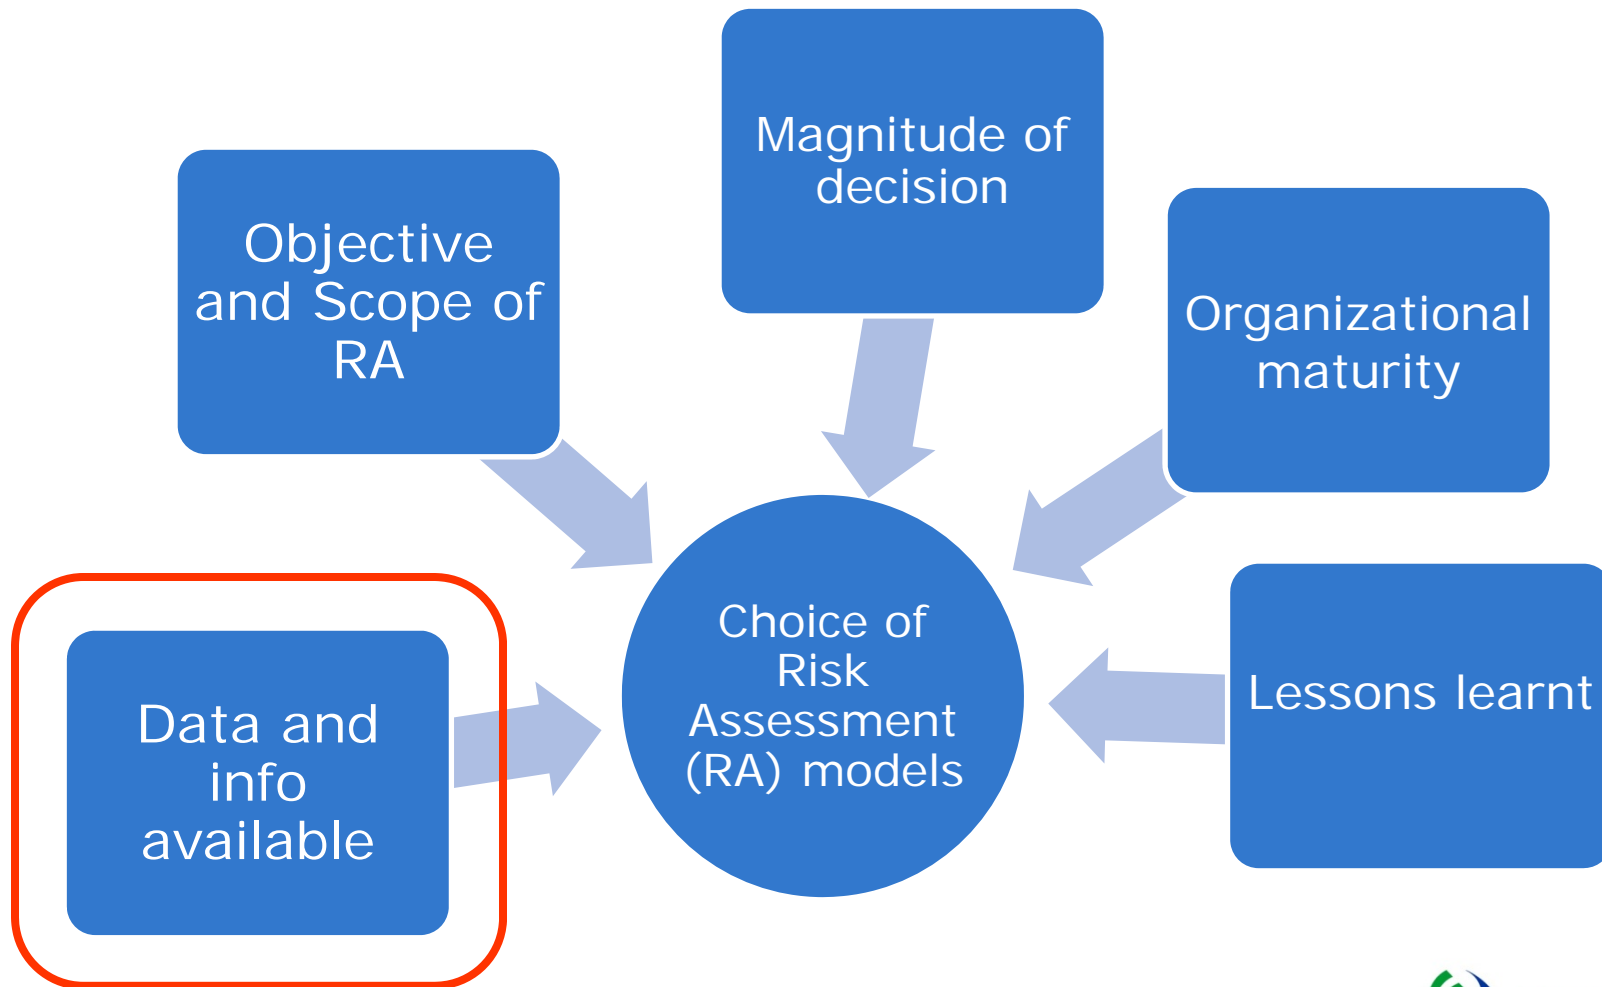 Magnitude of
decision
Objective
and Scope of
RA
Organizational
maturity
Choice of
Risk
Assessment
(RA) models
Lessons learnt
Data and
info
available